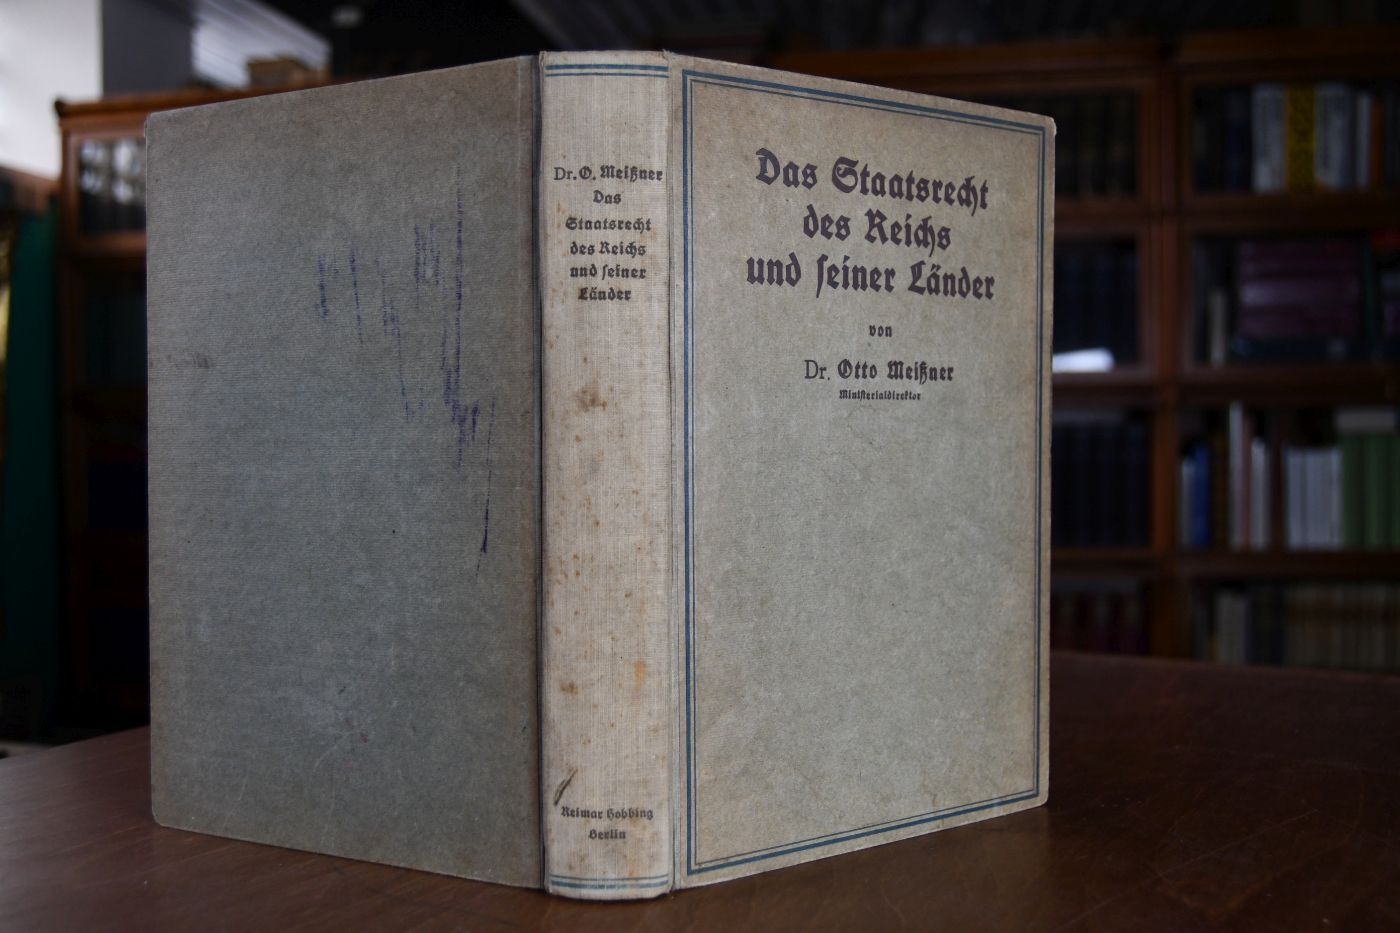 Dr. O. Meißner
Das
Staatsrecht
des Reichs
und seiner
Länder
Reimar Hobbing
Berlin
Das Staatsrecht
des Reichs
und seiner Länder
von
Dr. Otto Meißner
Ministerialdirektor